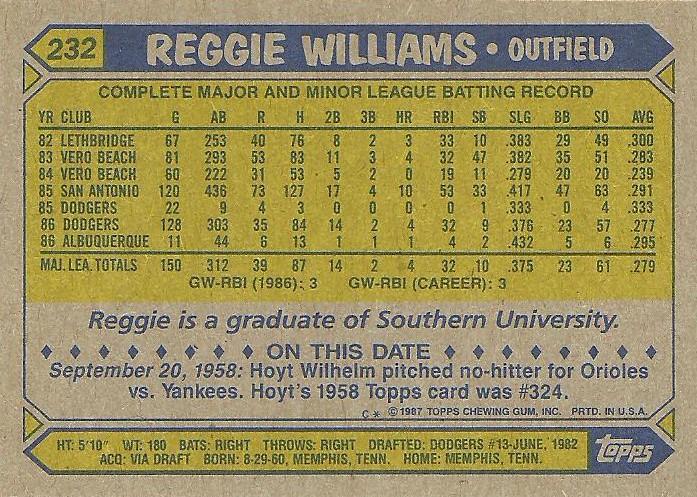 232 REGGIE WILLIAMS • OUTFIELD
COMPLETE MAJOR AND MINOR LEAGUE BATTING RECORD
YR CLUB G AB R H 2B 3B HR RBI SB SLG BB SO AVG
82 LETHBRIDGE 67 253 40 76 8 2 3 33 10 .383 29 49 .300
83 VERO BEACH 81 293 53 83 11 3 4 32 47 .382 35 51 .283
84 VERO BEACH 60 222 31 53 5 2 0 19 11 .279 20 20 .239
85 SAN ANTONIO 120 436 73 127 17 4 10 53 33 .417 47 63 .291
85 DODGERS 22 9 4 3 0 0 0 0 1 .333 0 4 .333
86 DODGERS 128 303 35 84 14 2 4 32 9 .376 23 57 .277
86 ALBUQUERQUE 11 44 6 13 1 1 1 4 2 .432 5 6 .295
MAJ. LEA. TOTALS 150 312 39 87 14 2 4 32 10 .375 23 61 .279
GW-RBI (1986): 3 GW-RBI (CAREER): 3
Reggie is a graduate of Southern University.
♦ ♦ ♦ ♦ ♦ ♦ ♦ ♦ ON THIS DATE ♦ ♦ ♦ ♦ ♦ ♦ ♦ ♦
September 20, 1958: Hoyt Wilhelm pitched no-hitter for Orioles
vs. Yankees. Hoyt's 1958 Topps card was #324.
C* ©1987 TOPPS CHEWING GUM, INC. PRTD. IN U.S.A.
HT: 5'10" WT: 180 BATS: RIGHT THROWS: RIGHT DRAFTED: DODGERS #13-JUNE, 1982
ACQ: VIA DRAFT BORN: 8-29-60, MEMPHIS, TENN. HOME: MEMPHIS, TENN.
TOPPS